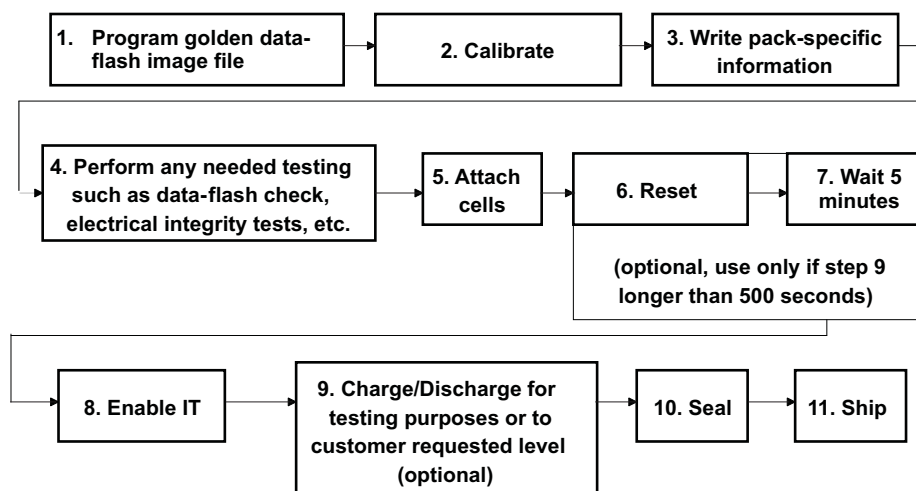 1. Program golden data-
flash image file
2. Calibrate
3. Write pack-specific
information
4. Perform any needed testing
such as data-flash check,
electrical integrity tests, etc.
5. Attach
cells
6. Reset
7. Wait 5
minutes
(optional, use only if step 9
longer than 500 seconds)
8. Enable IT
9. Charge/Discharge for
testing purposes or to
customer requested level
(optional)
10. Seal
11. Ship